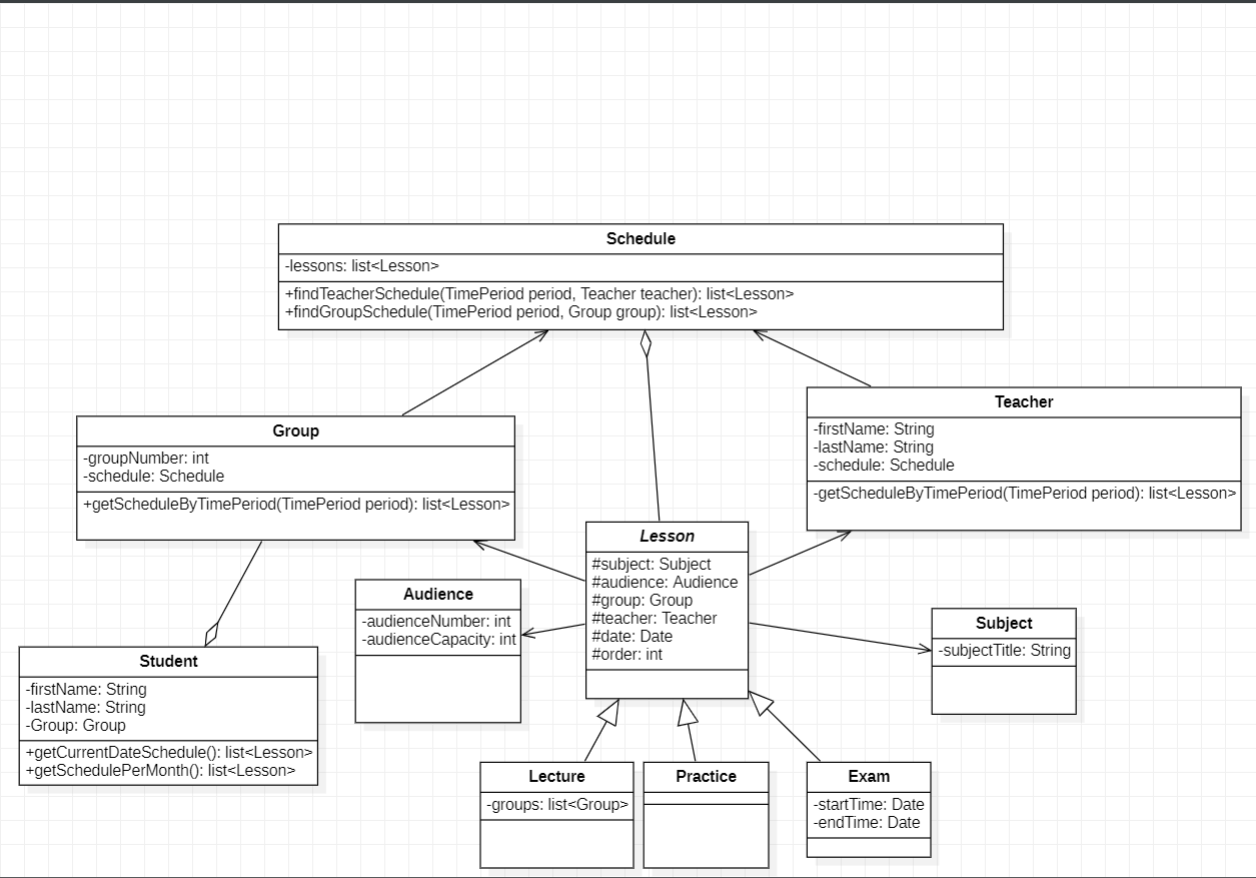 Schedule
-lessons: list<Lesson>
+findTeacherSchedule(TimePeriod period, Teacher teacher): list<Lesson>
+findGroupSchedule(TimePeriod period, Group group): list<Lesson>
Group
-groupNumber: int
-schedule: Schedule
+getScheduleByTimePeriod(TimePeriod period): list<Lesson>
Teacher
-firstName: String
-lastName: String
-schedule: Schedule
-getScheduleByTimePeriod(TimePeriod period): list<Lesson>
Lesson
#subject: Subject
#audience: Audience
#group: Group
#teacher: Teacher
#date: Date
#order: int
Audience
-audienceNumber: int
-audienceCapacity: int
Subject
-subjectTitle: String
Student
-firstName: String
-lastName: String
-Group: Group
+getCurrentDateSchedule(): list<Lesson>
+getSchedulePerMonth(): list<Lesson>
Lecture
-groups: list<Group>
Practice
Exam
-startTime: Date
-endTime: Date